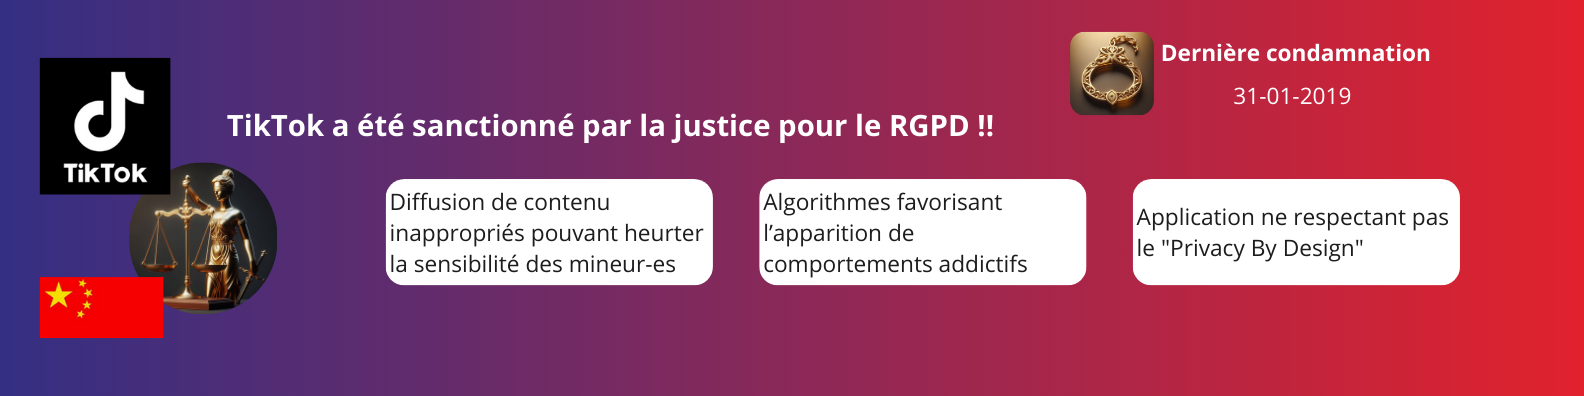 TikTok
Dernière condamnation
31-01-2019
TikTok a été sanctionné par la justice pour le RGPD !!
Diffusion de contenu
inappropriés pouvant heurter
la sensibilité des mineur-es
Algorithmes favorisant
l’apparition de
comportements addictifs
Application ne respectant pas
le "Privacy By Design"